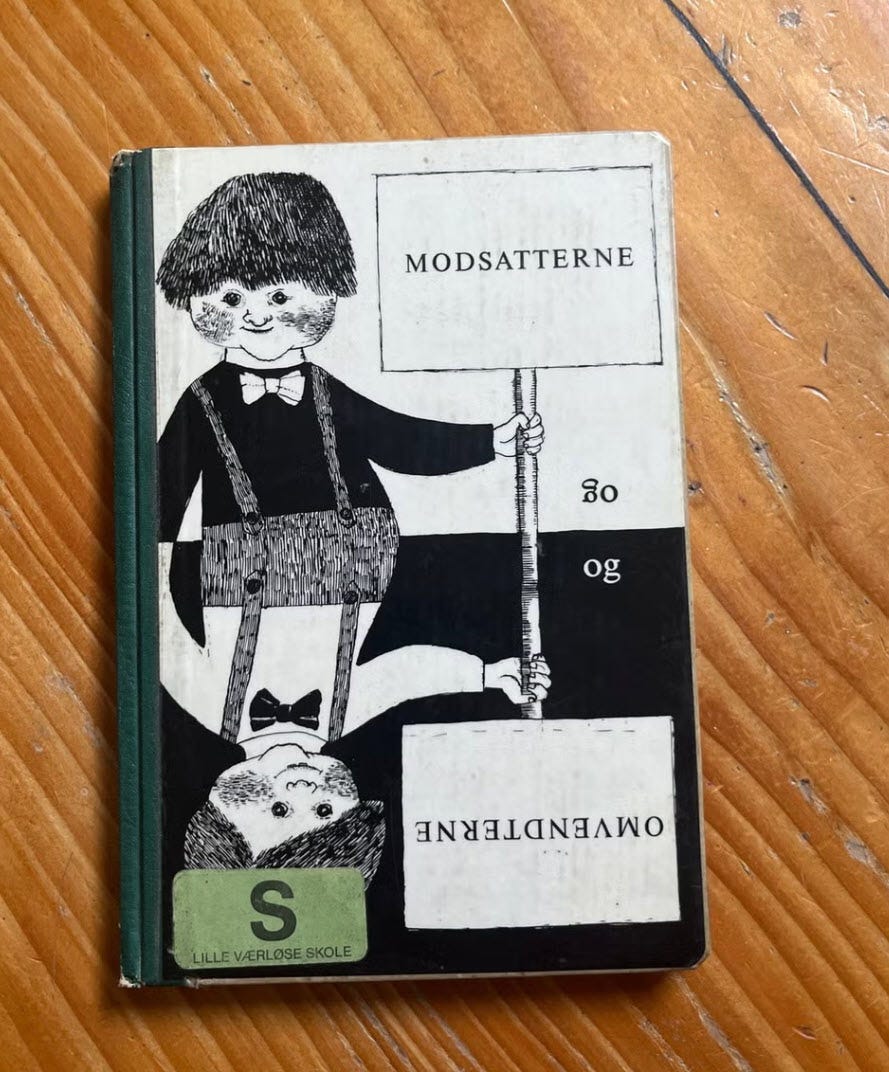 MODSATTERNE
og
og
OMVENDTERNE
S
LILLE VÆRLØSE SKOLE